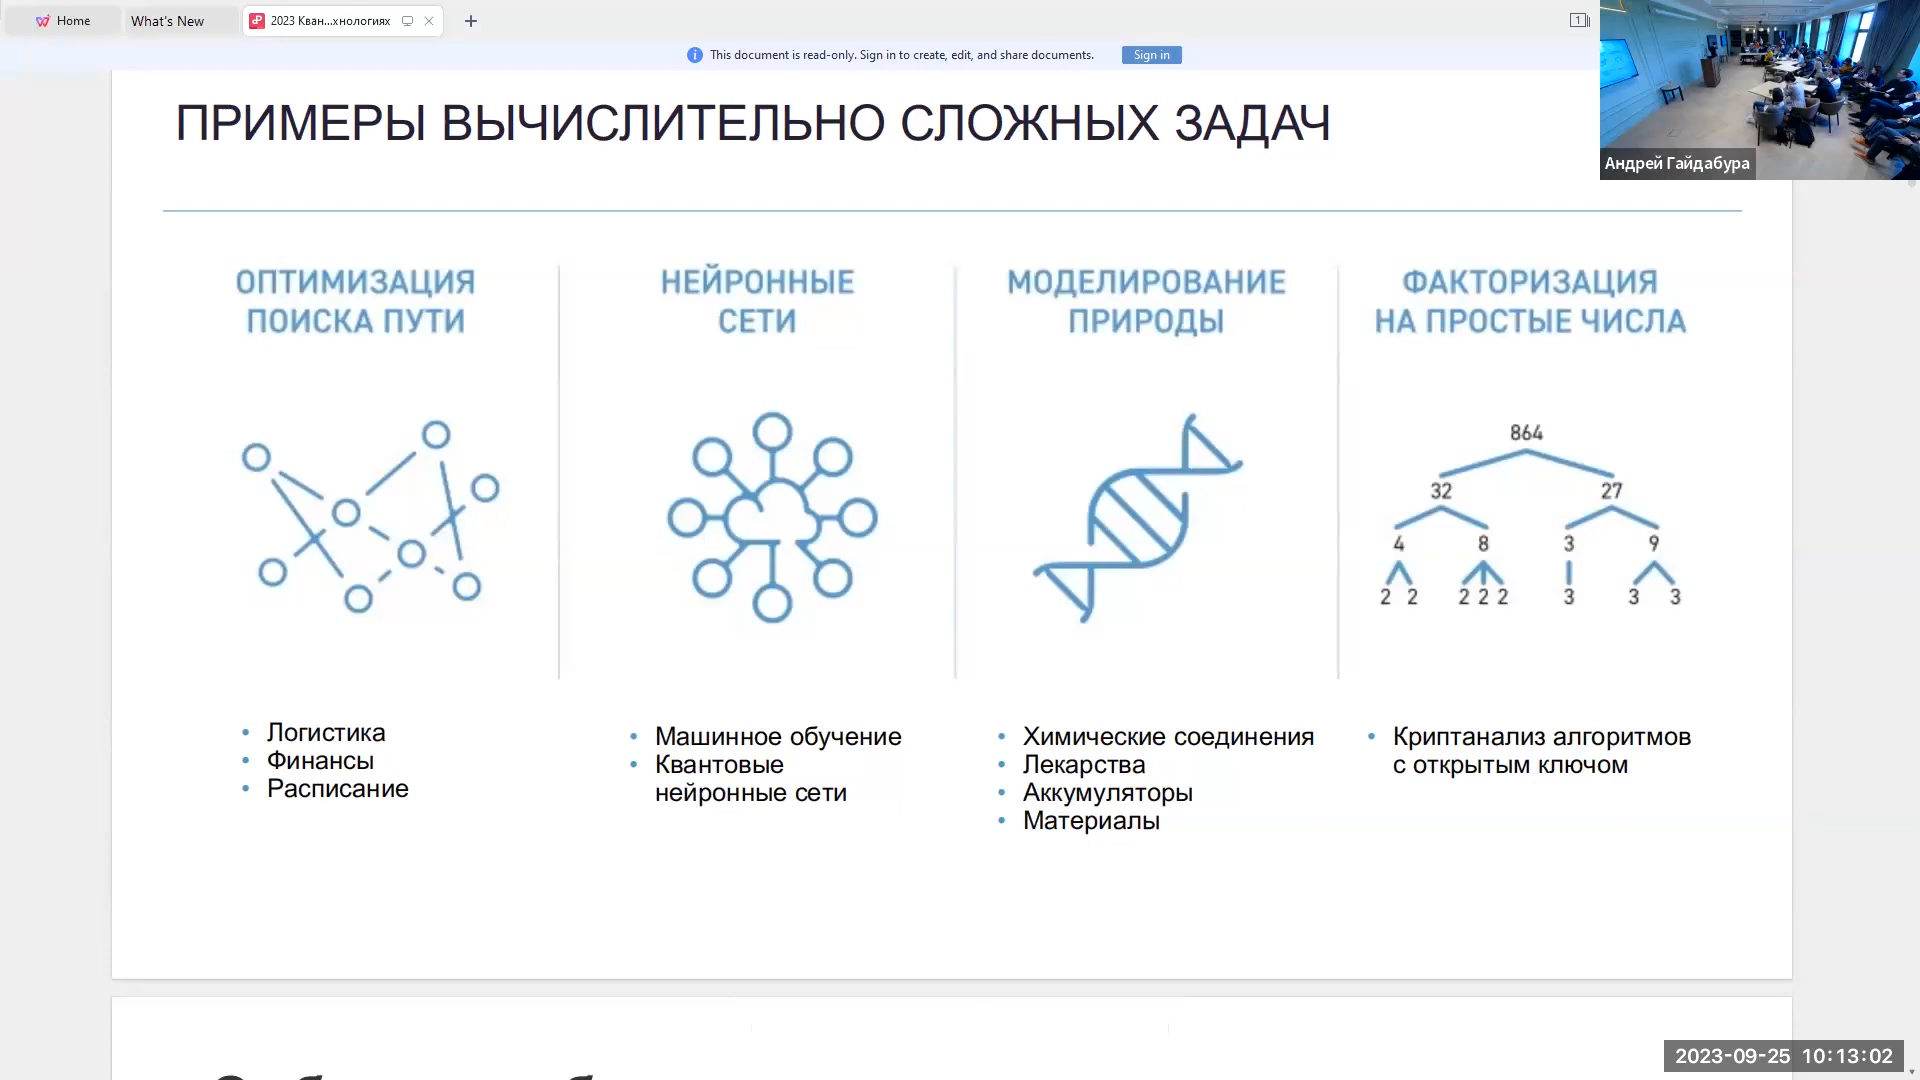 Home
What's New
2023 Кван...хнологиях
1
This document is read-only. Sign in to create, edit, and share documents.
Sign in
ПРИМЕРЫ ВЫЧИСЛИТЕЛЬНО СЛОЖНЫХ ЗАДАЧ
Андрей Гайдабура
ОПТИМИЗАЦИЯ
ПОИСКА ПУТИ
НЕЙРОННЫЕ
СЕТИ
МОДЕЛИРОВАНИЕ
ПРИРОДЫ
ФАКТОРИЗАЦИЯ
НА ПРОСТЫЕ ЧИСЛА
864
32 27
4 8 3 9
2 2 2 2 2 3 3 3
• Логистика
• Финансы
• Расписание
• Машинное обучение
• Квантовые
нейронные сети
• Химические соединения
• Лекарства
• Аккумуляторы
• Материалы
• Криптанализ алгоритмов
с открытым ключом
2023-09-25 10:13:02